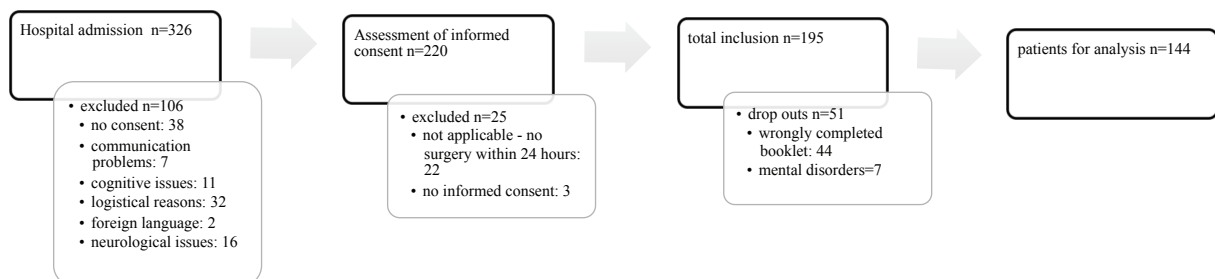 Hospital admission n=326
• excluded n=106
• no consent: 38
• communication
problems: 7
• cognitive issues: 11
• logistical reasons: 32
• foreign language: 2
• neurological issues: 16
Assessment of informed
consent n=220
• excluded n=25
• not applicable - no
surgery within 24 hours:
22
• no informed consent: 3
total inclusion n=195
• drop outs n=51
• wrongly completed
booklet: 44
• mental disorders=7
patients for analysis n=144